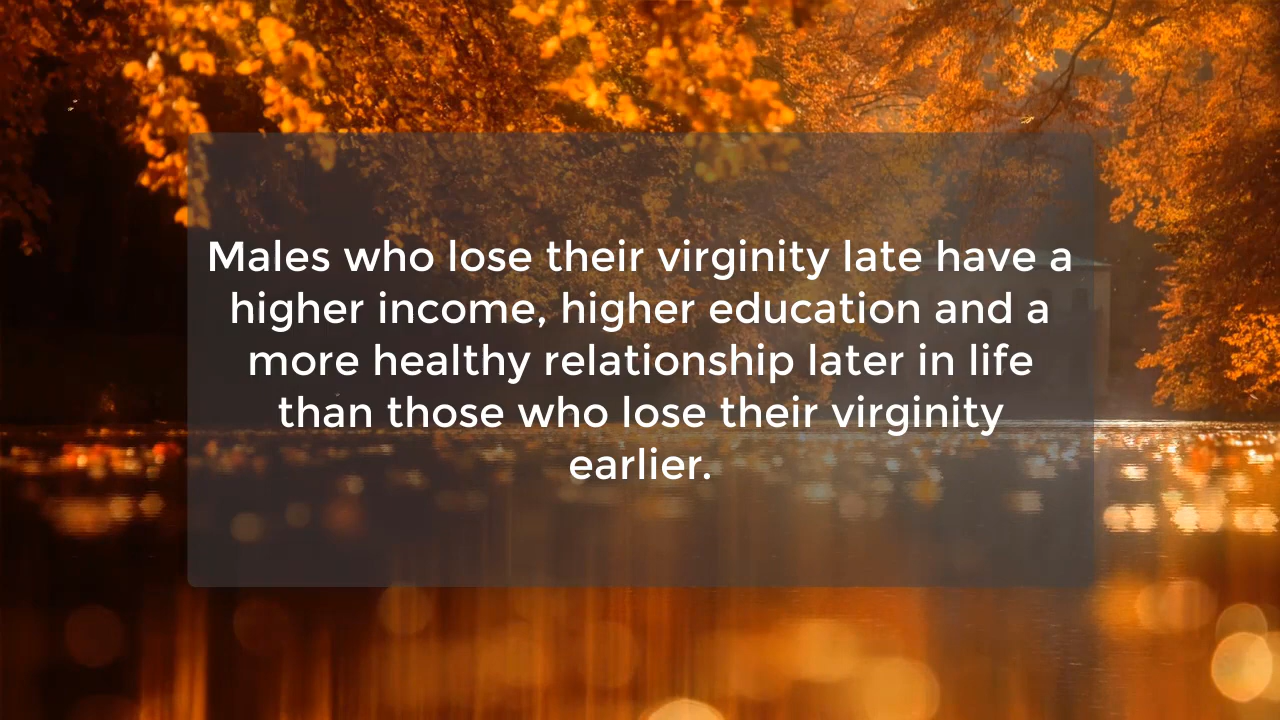 Males who lose their virginity late have a
higher income, higher education and a
more healthy relationship later in life
than those who lose their virginity
earlier.